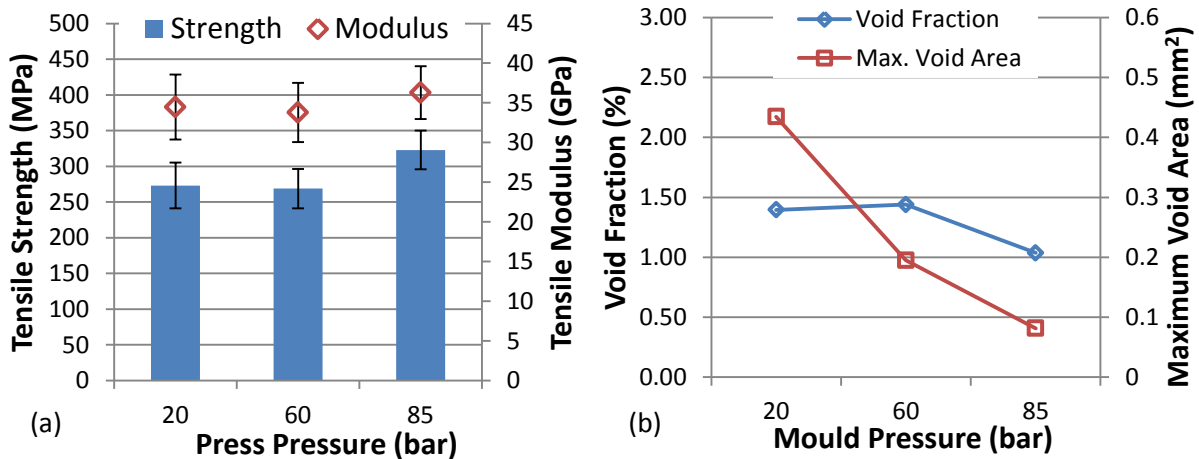 Strength Modulus
Tensile Strength (MPa)
500
450
400
350
300
250
200
150
100
50
0
45
40
35
30
25
20
15
10
5
0
Tensile Modulus (GPa)
20 60 85
(a)
Press Pressure (bar)
Void Fraction
Max. Void Area
Void Fraction (%)
3.00
2.50
2.00
1.50
1.00
0.50
0.00
0.6
0.5
0.4
0.3
0.2
0.1
0
Maximum Void Area (mm²)
20 60 85
(b)
Mould Pressure (bar)